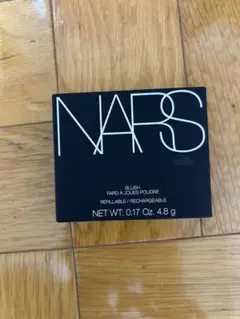 NARS
BLUSH
FARD À JOUES POUDRE
REFILLABLE / RECHARGEABLE
NET WT. 0.17 Oz. 4.8 g